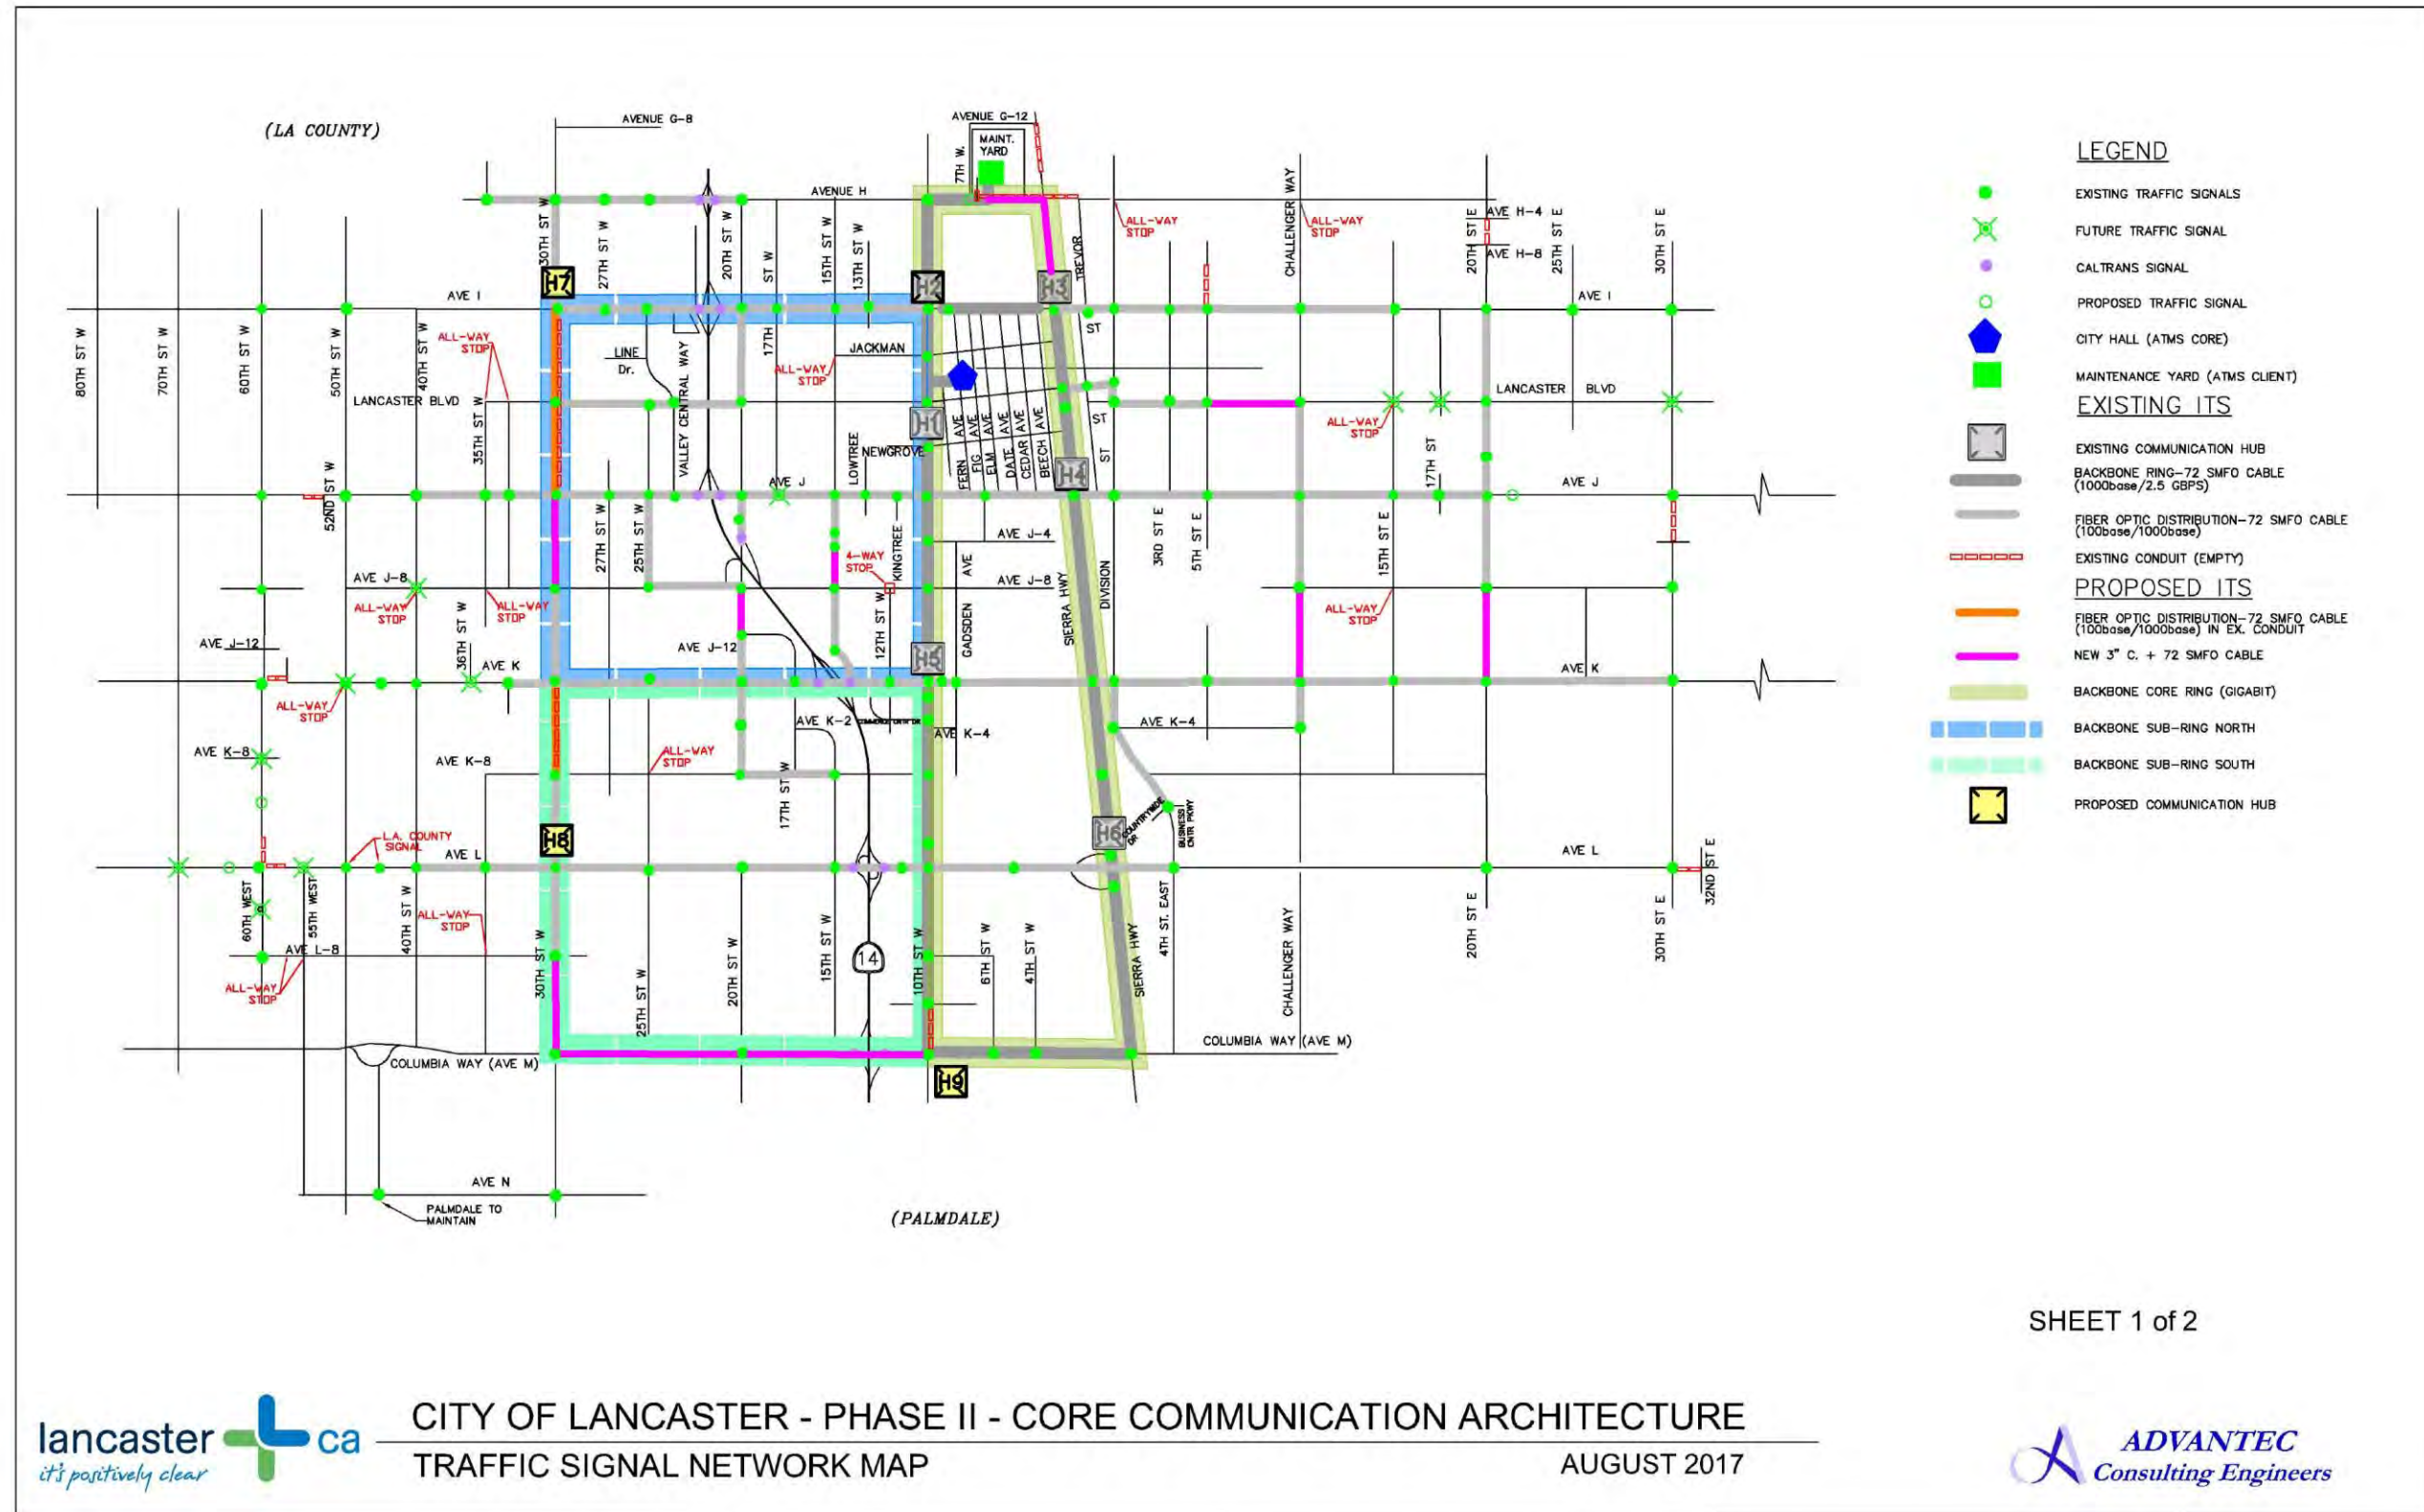 (LA COUNTY)
AVENUE G-8
AVENUE G-12
MAINT.
YARD
7TH W.
AVENUE H
30TH ST W
27TH ST W
20TH ST W
17TH ST W
15TH ST W
13TH ST W
TREVOR
ALL-WAY
STOP
CHALLENGER WAY
ALL-WAY
STOP
20TH ST E
AVE H-4
AVE H-8
25TH ST E
30TH ST E
H7
H2
H3
AVE I
AVE I
80TH ST W
70TH ST W
60TH ST W
50TH ST W
40TH ST W
ALL-WAY
STOP
LINE
Dr.
VALLEY CENTRAL WAY
JACKMAN
ALL-WAY
STOP
ST
LANCASTER BLVD
35TH ST W
LANCASTER BLVD
H1
FERN AVE
FIG AVE
ELM AVE
DATE AVE
CEDAR AVE
BEECH AVE
ST
ALL-WAY
STOP
LOWTREE
NEWGROVE
H4
ST
17TH ST
52ND ST W
AVE J
AVE J
27TH ST W
25TH ST W
4-WAY
STOP
KINGTREE
AVE J-4
AVE
3RD ST E
5TH ST E
15TH ST E
AVE J-8
ALL-WAY
STOP
ALL-WAY
STOP
AVE J-8
SIERRA HWY
DIVISION
ALL-WAY
STOP
AVE J-12
36TH ST W
AVE K
AVE J-12
12TH ST W
H5
GADSDEN
AVE K
ALL-WAY
STOP
AVE K-2
AVE K-4
AVE K-4
AVE K-8
AVE K-8
ALL-WAY
STOP
17TH ST W
COUNTRYWIDE
DR
BUSINESS
CNTR PKWY
H8
H6
L.A. COUNTY
SIGNAL
AVE L
AVE L
32ND ST E
60TH WEST
55TH WEST
40TH ST W
ALL-WAY
STOP
AVE L-8
ALL-WAY
STOP
30TH ST W
25TH ST W
20TH ST W
15TH ST W
14
10TH ST W
6TH ST W
4TH ST W
SIERRA HWY
4TH ST. EAST
CHALLENGER WAY
20TH ST E
30TH ST E
COLUMBIA WAY (AVE M)
COLUMBIA WAY (AVE M)
H9
AVE N
PALMDALE TO
MAINTAIN
(PALMDALE)
LEGEND
EXISTING TRAFFIC SIGNALS
FUTURE TRAFFIC SIGNAL
CALTRANS SIGNAL
PROPOSED TRAFFIC SIGNAL
CITY HALL (ATMS CORE)
MAINTENANCE YARD (ATMS CLIENT)
EXISTING ITS
EXISTING COMMUNICATION HUB
BACKBONE RING-72 SMFO CABLE
(1000base/2.5 GBPS)
FIBER OPTIC DISTRIBUTION-72 SMFO CABLE
(100base/1000base)
EXISTING CONDUIT (EMPTY)
PROPOSED ITS
FIBER OPTIC DISTRIBUTION-72 SMFO CABLE
(100base/1000base) IN EX. CONDUIT
NEW 3" C. + 72 SMFO CABLE
BACKBONE CORE RING (GIGABIT)
BACKBONE SUB-RING NORTH
BACKBONE SUB-RING SOUTH
PROPOSED COMMUNICATION HUB
SHEET 1 of 2
lancaster ca
it's positively clear
CITY OF LANCASTER - PHASE II - CORE COMMUNICATION ARCHITECTURE
TRAFFIC SIGNAL NETWORK MAP
AUGUST 2017
ADVANTEC
Consulting Engineers